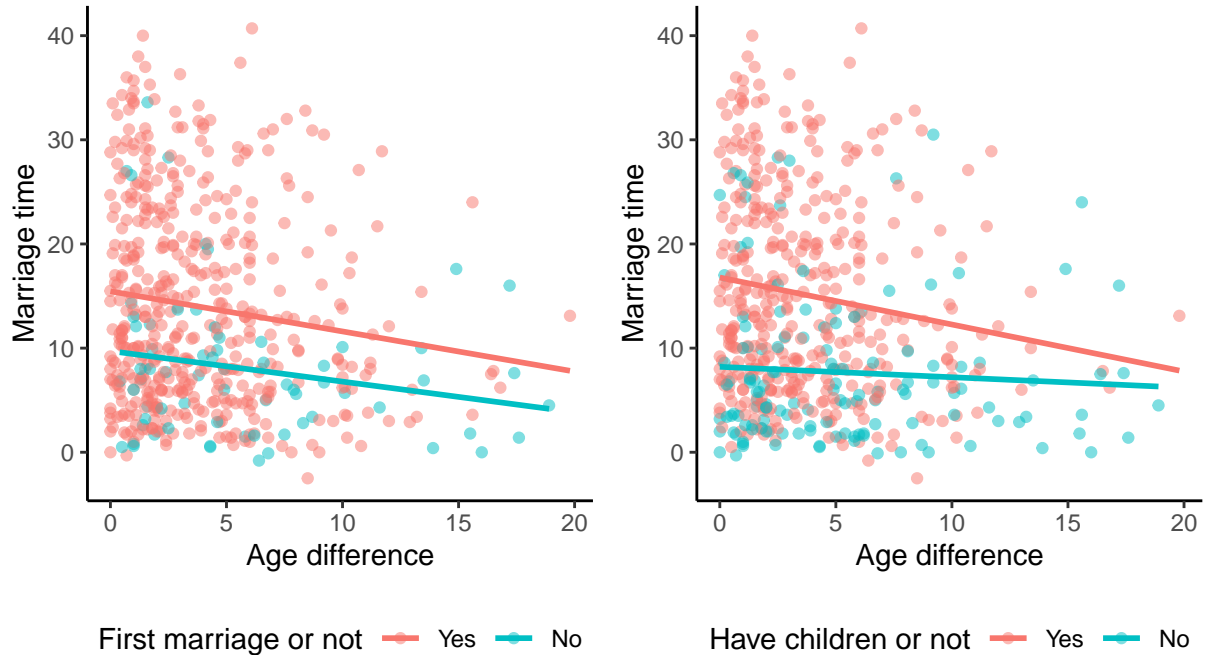 40
30
20
10
0
Marriage time
0 5 10 15 20
Age difference
First marriage or not Yes No
40
30
20
10
0
Marriage time
0 5 10 15 20
Age difference
Have children or not Yes No